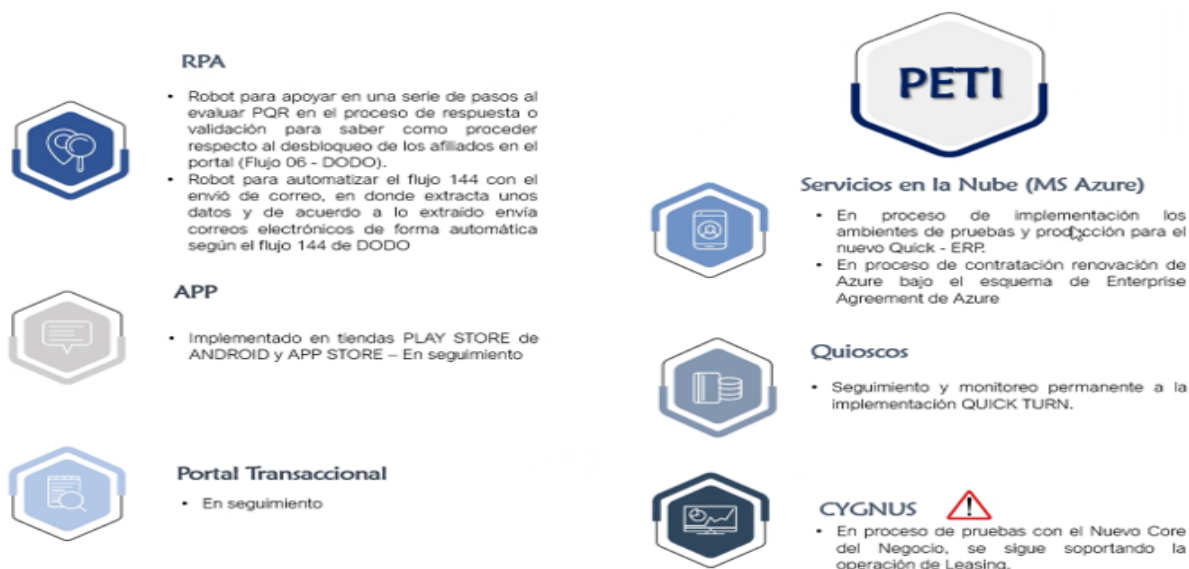 RPA
• Robot para apoyar en una serie de pasos al
evaluar PQR en el proceso de respuesta o
validación para saber como proceder
respecto al desbloqueo de los afiliados en el
portal (Flujo 06 - DODO).
• Robot para automatizar el flujo 144 con el
envió de correo, en donde extracta unos
datos y de acuerdo a lo extraído envía
correos electrónicos de forma automática
según el flujo 144 de DODO
APP
• Implementado en tiendas PLAY STORE de
ANDROID y APP STORE – En seguimiento
Portal Transaccional
• En seguimiento
PETI
Servicios en la Nube (MS Azure)
• En proceso de implementación los
ambientes de pruebas y producción para el
nuevo Quick - ERP.
• En proceso de contratación renovación de
Azure bajo el esquema de Enterprise
Agreement de Azure
Quioscos
• Seguimiento y monitoreo permanente a la
implementación QUICK TURN.
CYGNUS
• En proceso de pruebas con el Nuevo Core
del Negocio, se sigue soportando la
operación de Leasing.